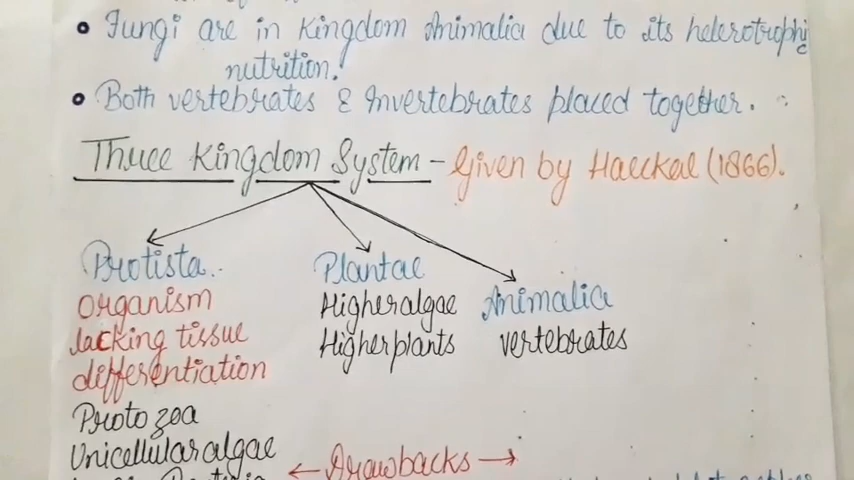 • Fungi are in Kingdom Animalia due to its heterotrophic
nutrition.
• Both vertebrates & Invertebrates placed together.
Three Kingdom System - Given by Haeckal (1866).
Protista..
organism
lacking tissue
differentiation
Protozoa
Unicellular algae
Plantae
Higher algae
Higher plants
Animalia
vertebrates
← Drawbacks →